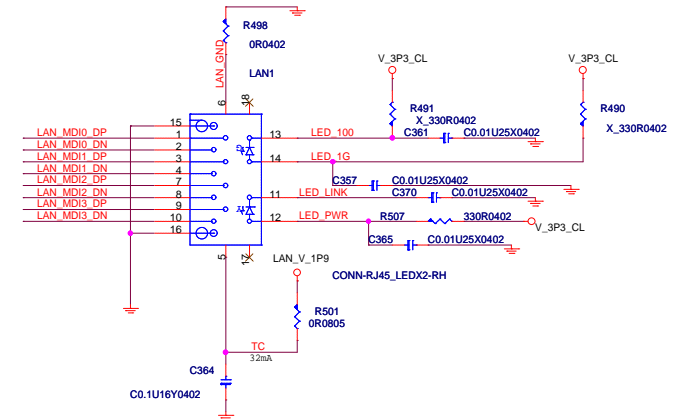 R498
0R0402
LAN_GND
LAN1
6
18
V_3P3_CL
V_3P3_CL
R491
X_330R0402
R490
X_330R0402
15
LAN_MDI0_DP
1
13
LED_100
C361
C0.01U25X0402
LAN_MDI0_DN
2
LAN_MDI1_DP
3
14
LED_1G
LAN_MDI1_DN
4
LAN_MDI2_DP
7
C357
C0.01U25X0402
LAN_MDI2_DN
8
11
LED_LINK
C370
C0.01U25X0402
LAN_MDI3_DP
9
LAN_MDI3_DN
10
12
LED_PWR
R507
330R0402
V_3P3_CL
16
C365
C0.01U25X0402
5
17
LAN_V_1P9
CONN-RJ45_LEDX2-RH
R501
0R0805
TC
32mA
C364
C0.1U16Y0402